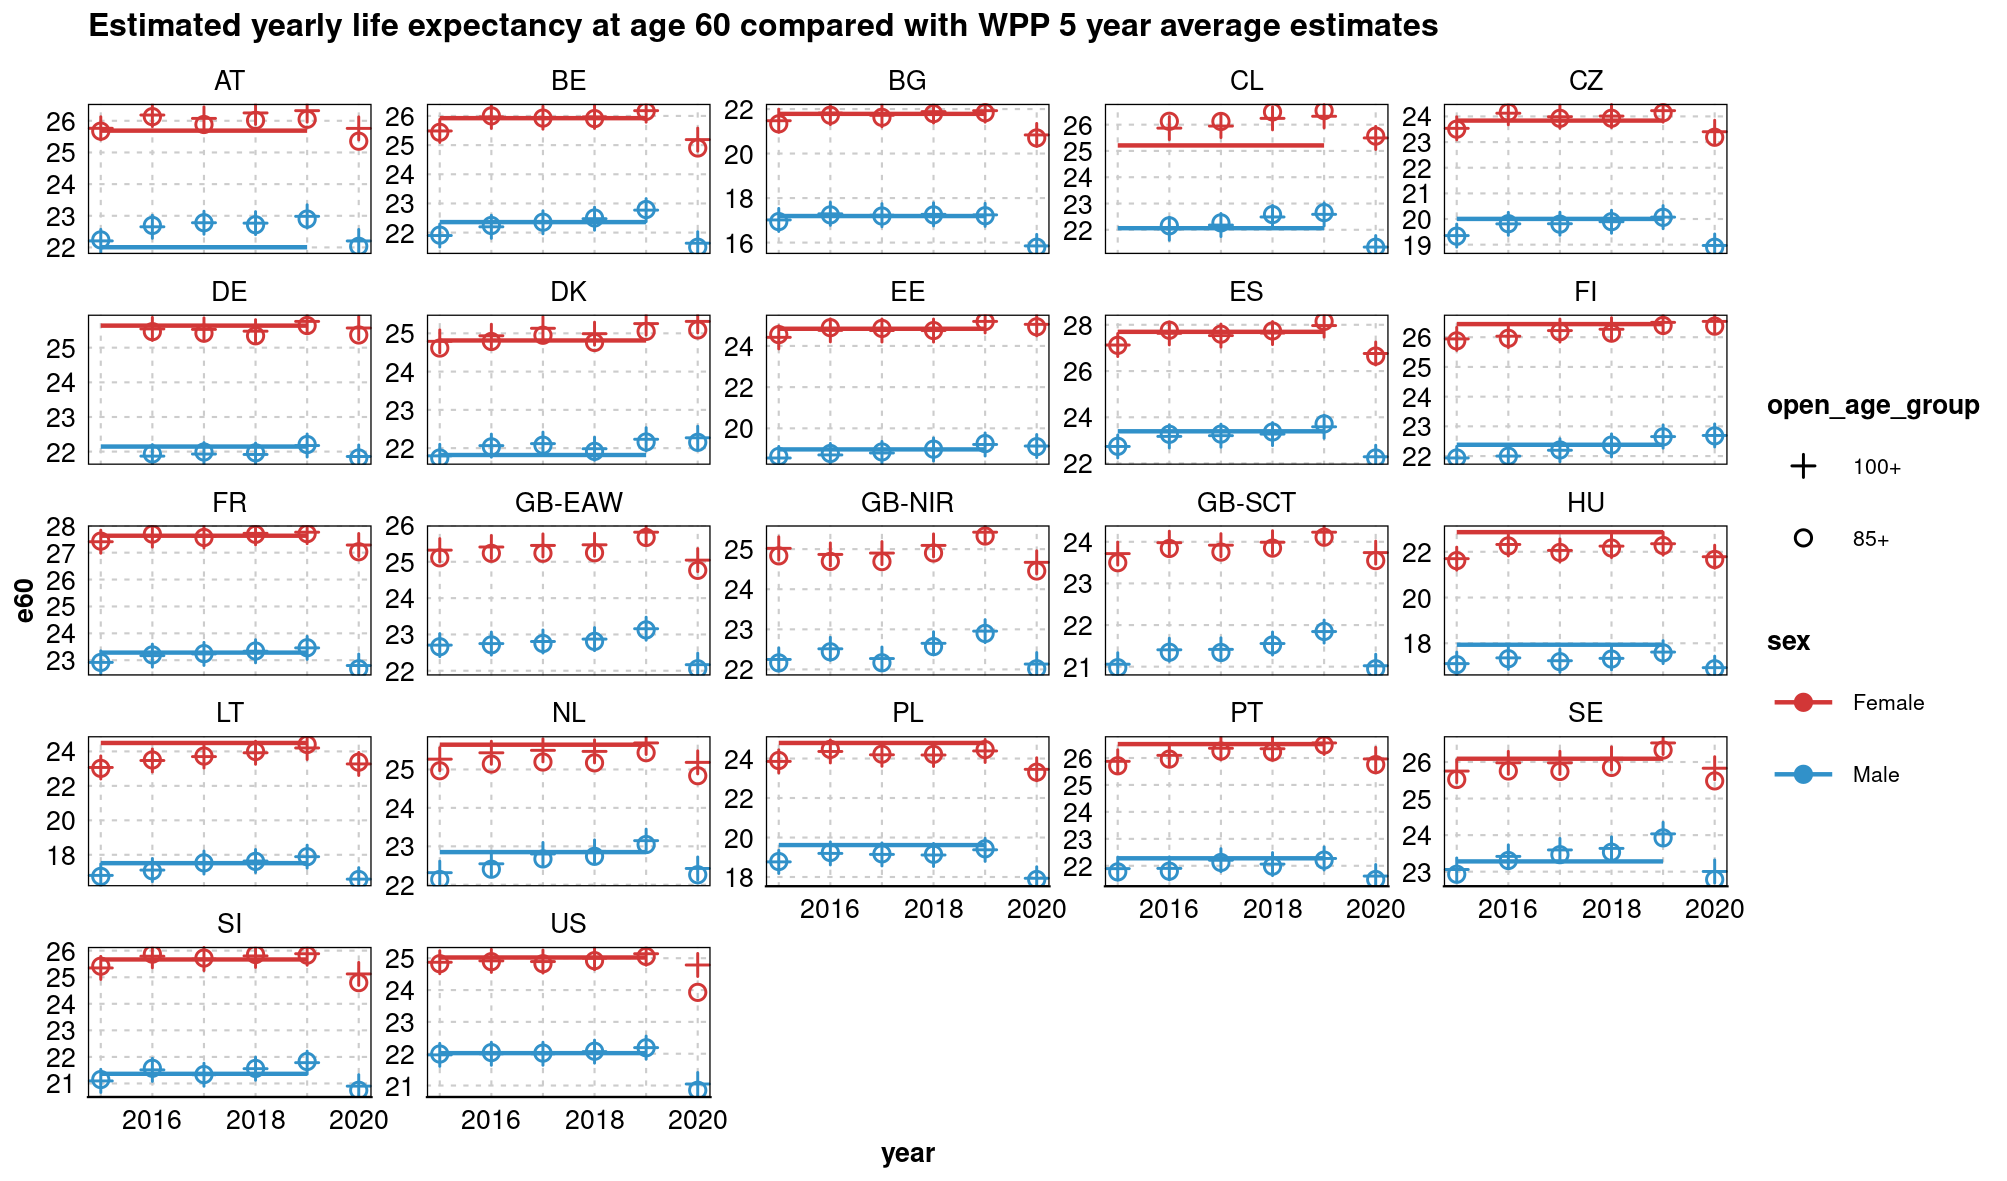 Estimated yearly life expectancy at age 60 compared with WPP 5 year average estimates
AT BE BG CL CZ
26 25 24 23 22
26 25 24 23 22
22 20 18 16
26 25 24 23 22
24 23 22 21 20 19
DE DK EE ES FI
25 24 23 22
25 24 23 22
24 22 20
28 26 24 22
26 25 24 23 22
FR GB-EAW GB-NIR GB-SCT HU
28 27 26 25 24 23
26 25 24 23 22
25 24 23 22
24 23 22 21
22 20 18
LT NL PL PT SE
24 22 20 18
25 24 23 22
24 22 20 18
26 25 24 23 22
26 25 24 23
2016 2018 2020 2016 2018 2020 2016 2018 2020
SI US
26 25 24 23 22 21
25 24 23 22 21
2016 2018 2020 2016 2018 2020
e60
year
open_age_group
100+
85+
sex
Female
Male